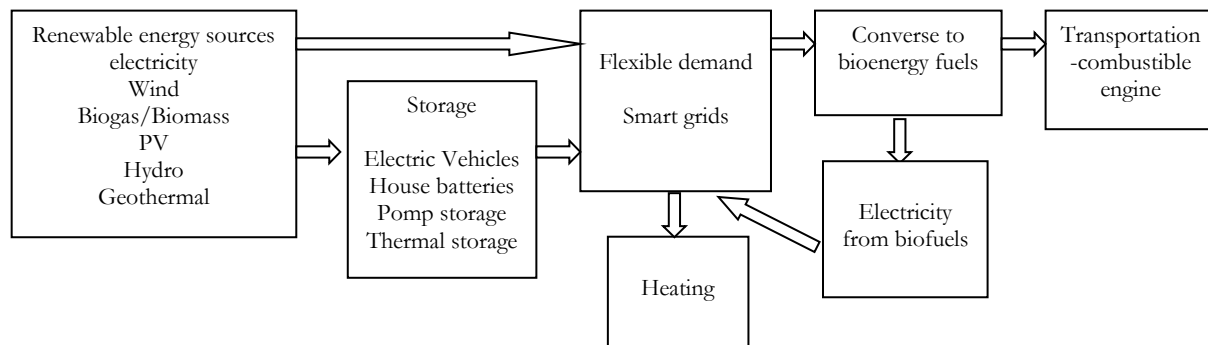 Renewable energy sources
electricity
Wind
Biogas/Biomass
PV
Hydro
Geothermal
Storage
Electric Vehicles
House batteries
Pomp storage
Thermal storage
Flexible demand
Smart grids
Converse to
bioenergy fuels
Transportation
-combustible
engine
Electricity
from biofuels
Heating